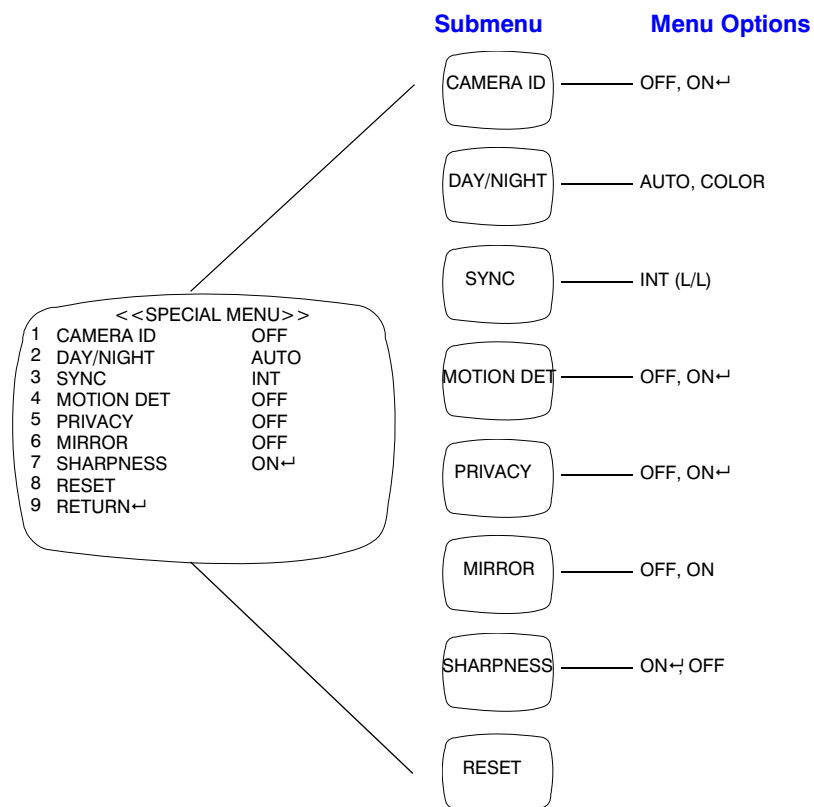 Submenu Menu Options
CAMERA ID OFF, ON↵
DAY/NIGHT AUTO, COLOR
SYNC INT (L/L)
<<SPECIAL MENU>>
1 CAMERA ID OFF
2 DAY/NIGHT AUTO
3 SYNC INT
4 MOTION DET OFF
5 PRIVACY OFF
6 MIRROR OFF
7 SHARPNESS ON↵
8 RESET
9 RETURN↵
MOTION DET OFF, ON↵
PRIVACY OFF, ON↵
MIRROR OFF, ON
SHARPNESS ON↵, OFF
RESET